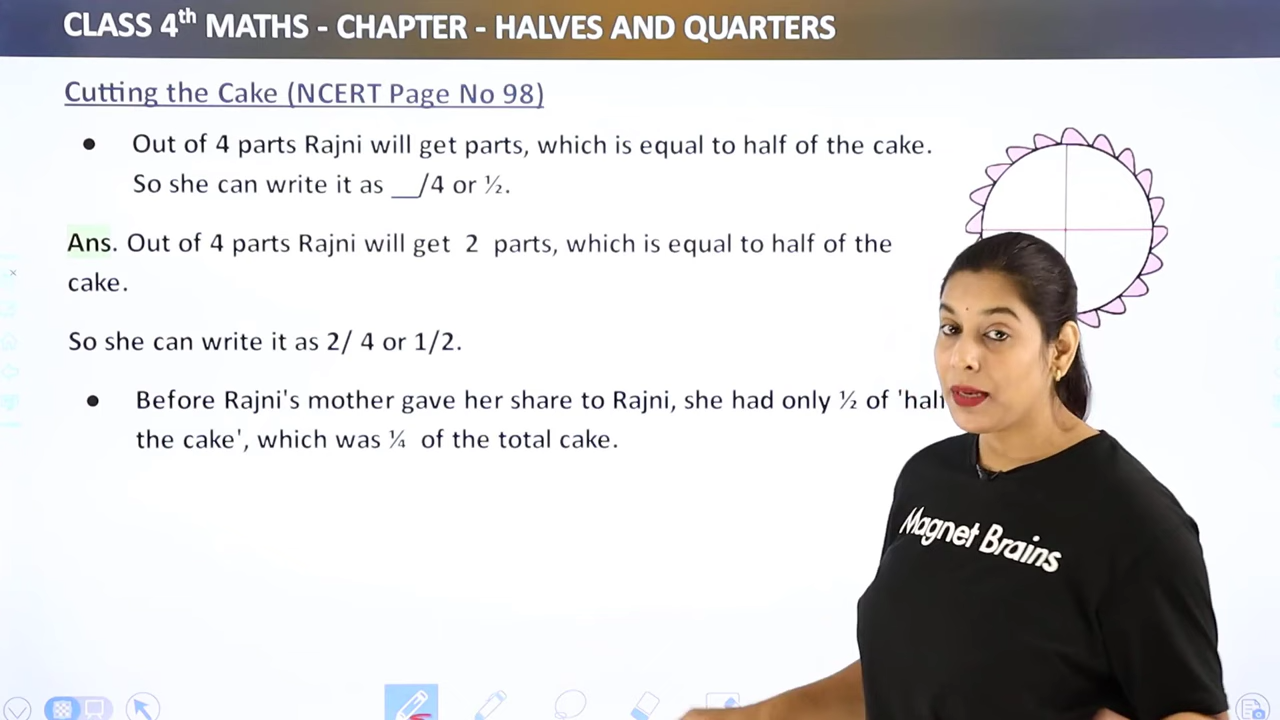 CLASS 4th MATHS - CHAPTER - HALVES AND QUARTERS
Cutting the Cake (NCERT Page No 98)
• Out of 4 parts Rajni will get parts, which is equal to half of the cake.
So she can write it as __/4 or ½.
Ans. Out of 4 parts Rajni will get 2 parts, which is equal to half of the
cake.
So she can write it as 2/ 4 or 1/2.
• Before Rajni's mother gave her share to Rajni, she had only ½ of
the cake', which was ¼ of the total cake.
Magnet Brains